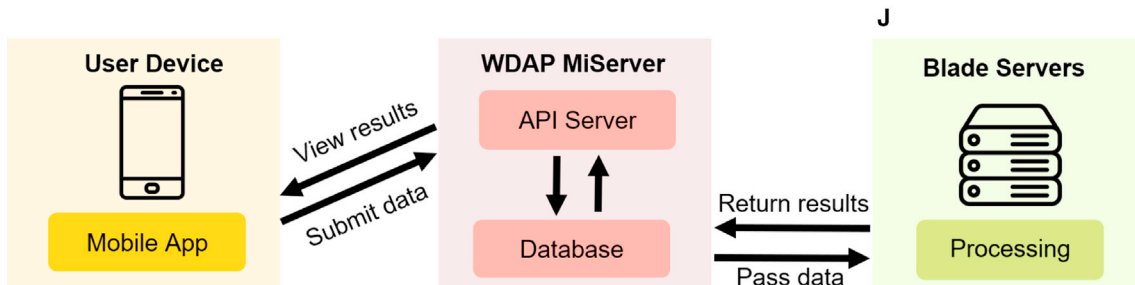 J
User Device
WDAP MiServer
Blade Servers
View results
Submit data
API Server
Return results
Pass data
Mobile App
Database
Processing